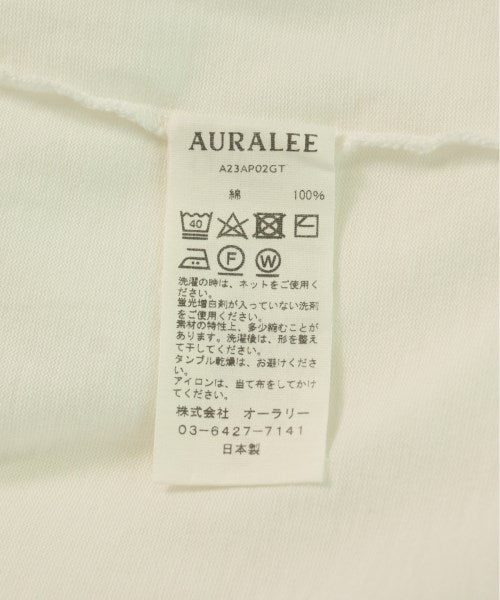 AURALEE
A23AP02GT
綿 100%
40
F W
洗濯の時は、ネットをご使用く
ださい。
蛍光増白剤が入っていない洗剤
をご使用ください。
素材の特性上、多少縮むことが
あります。洗濯後は、形を整え
て干してください。
タンブル乾燥は、お避けくださ
い。
アイロンは、当て布をしてかけ
てください。
株式会社 オーラリー
03-6427-7141
日本製